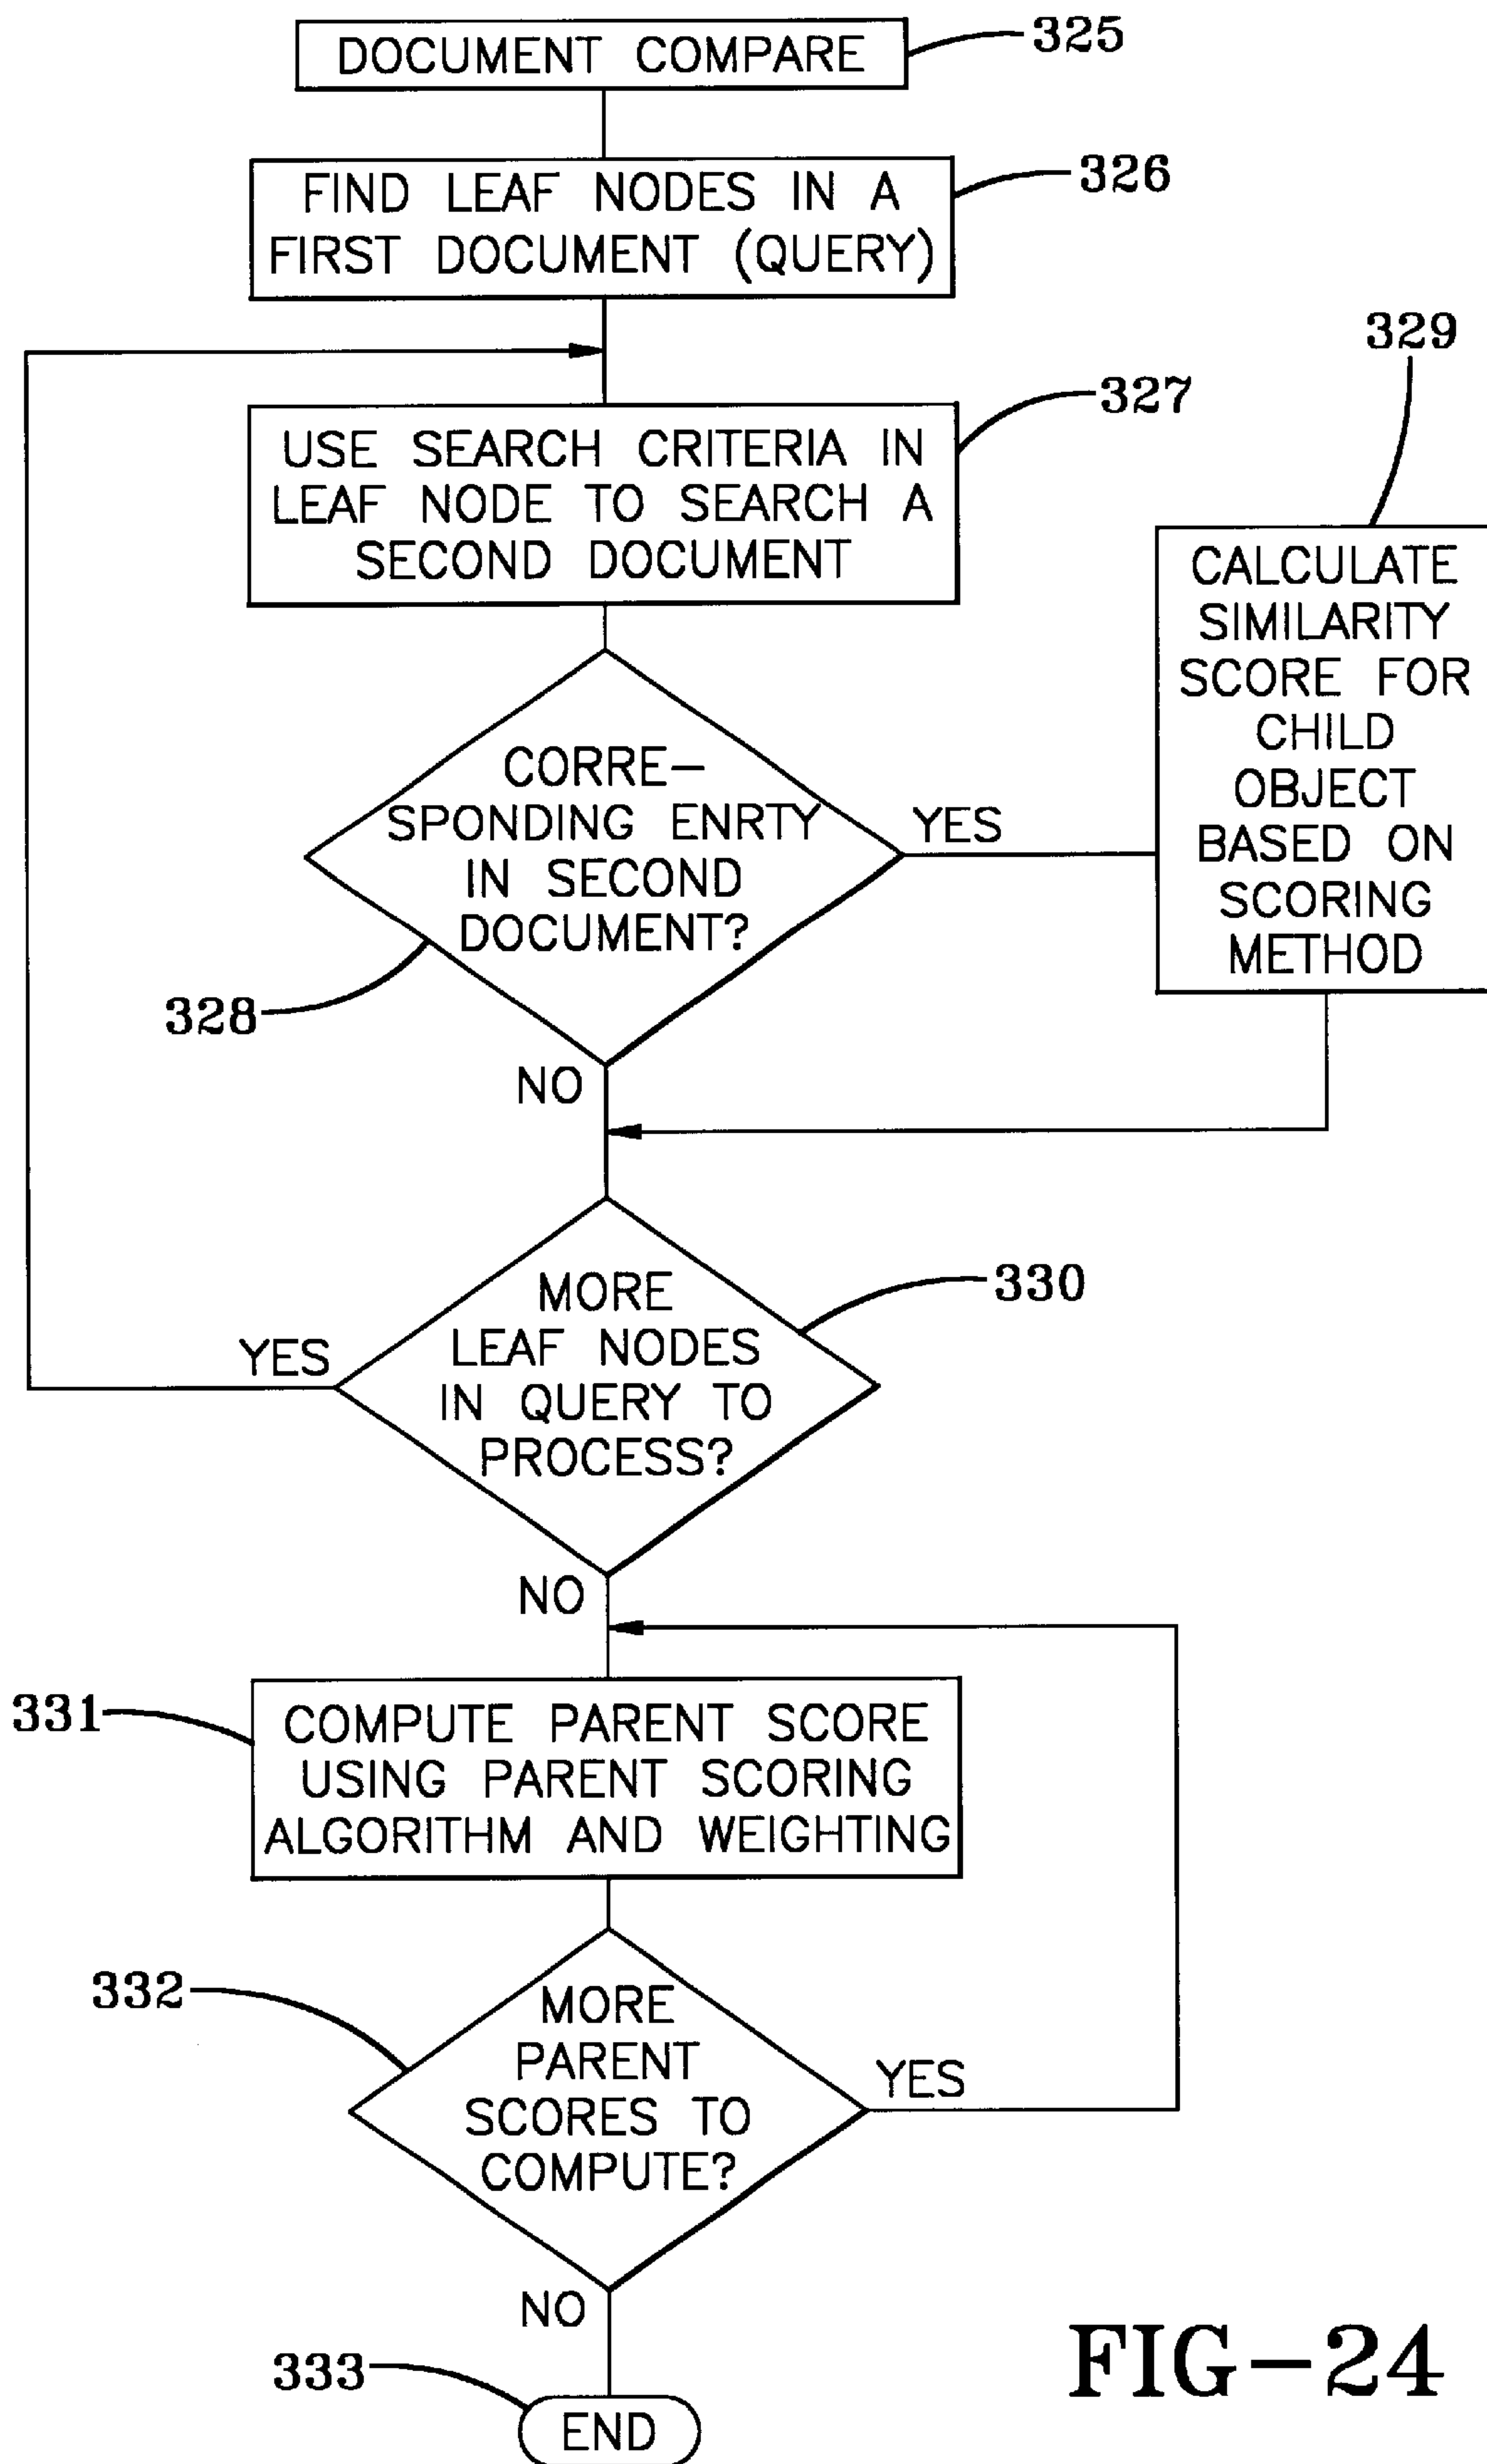 DOCUMENT COMPARE
325
FIND LEAF NODES IN A
FIRST DOCUMENT (QUERY)
326
USE SEARCH CRITERIA IN
LEAF NODE TO SEARCH A
SECOND DOCUMENT
327
CORRE-
SPONDING ENRTY
IN SECOND
DOCUMENT?
328
YES
NO
329
CALCULATE
SIMILARITY
SCORE FOR
CHILD
OBJECT
BASED ON
SCORING
METHOD
MORE
LEAF NODES
IN QUERY TO
PROCESS?
330
YES
NO
331
COMPUTE PARENT SCORE
USING PARENT SCORING
ALGORITHM AND WEIGHTING
332
MORE
PARENT
SCORES TO
COMPUTE?
YES
NO
333
END
FIG-24